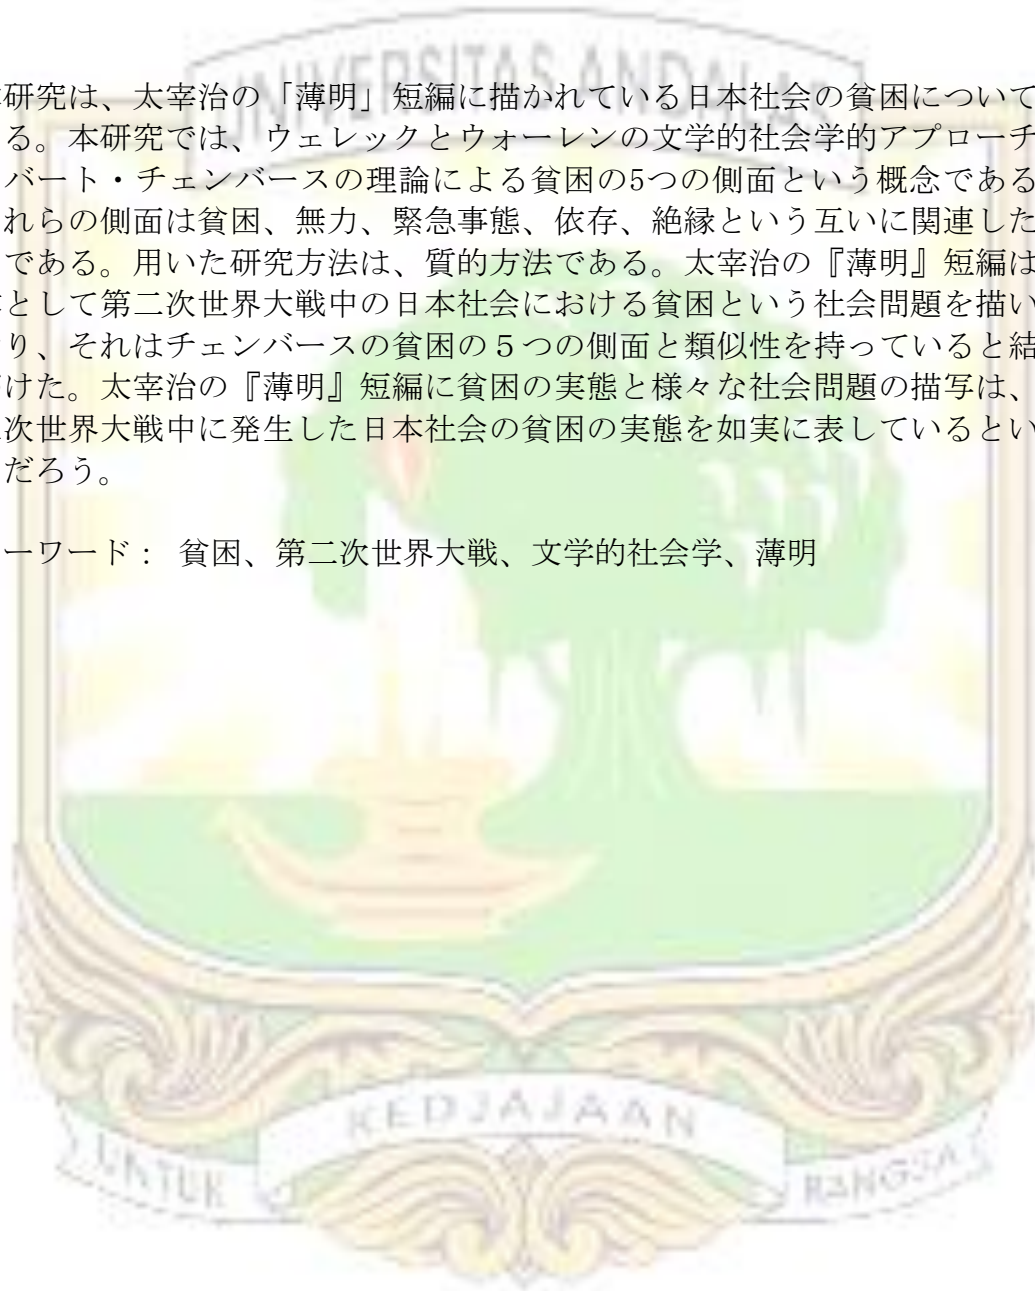 UNIVERSITAS ANDALAS
研究は、太宰治の「薄明」短編に描かれている日本社会の貧困について
る。本研究では、ウェレックとウォーレンの文学的社会学的アプローチ
バート・チェンバースの理論による貧困の5つの側面という概念である
れらの側面は貧困、無力、緊急事態、依存、絶縁という互いに関連した
である。用いた研究方法は、質的方法である。太宰治の『薄明』短編は
として第二次世界大戦中の日本社会における貧困という社会問題を描い
り、それはチェンバースの貧困の５つの側面と類似性を持っていると結
けた。太宰治の『薄明』短編に貧困の実態と様々な社会問題の描写は、
次世界大戦中に発生した日本社会の貧困の実態を如実に表しているとい
だろう。
ーワード： 貧困、第二次世界大戦、文学的社会学、薄明
UNTUK KEDJAJAAN BANGSA